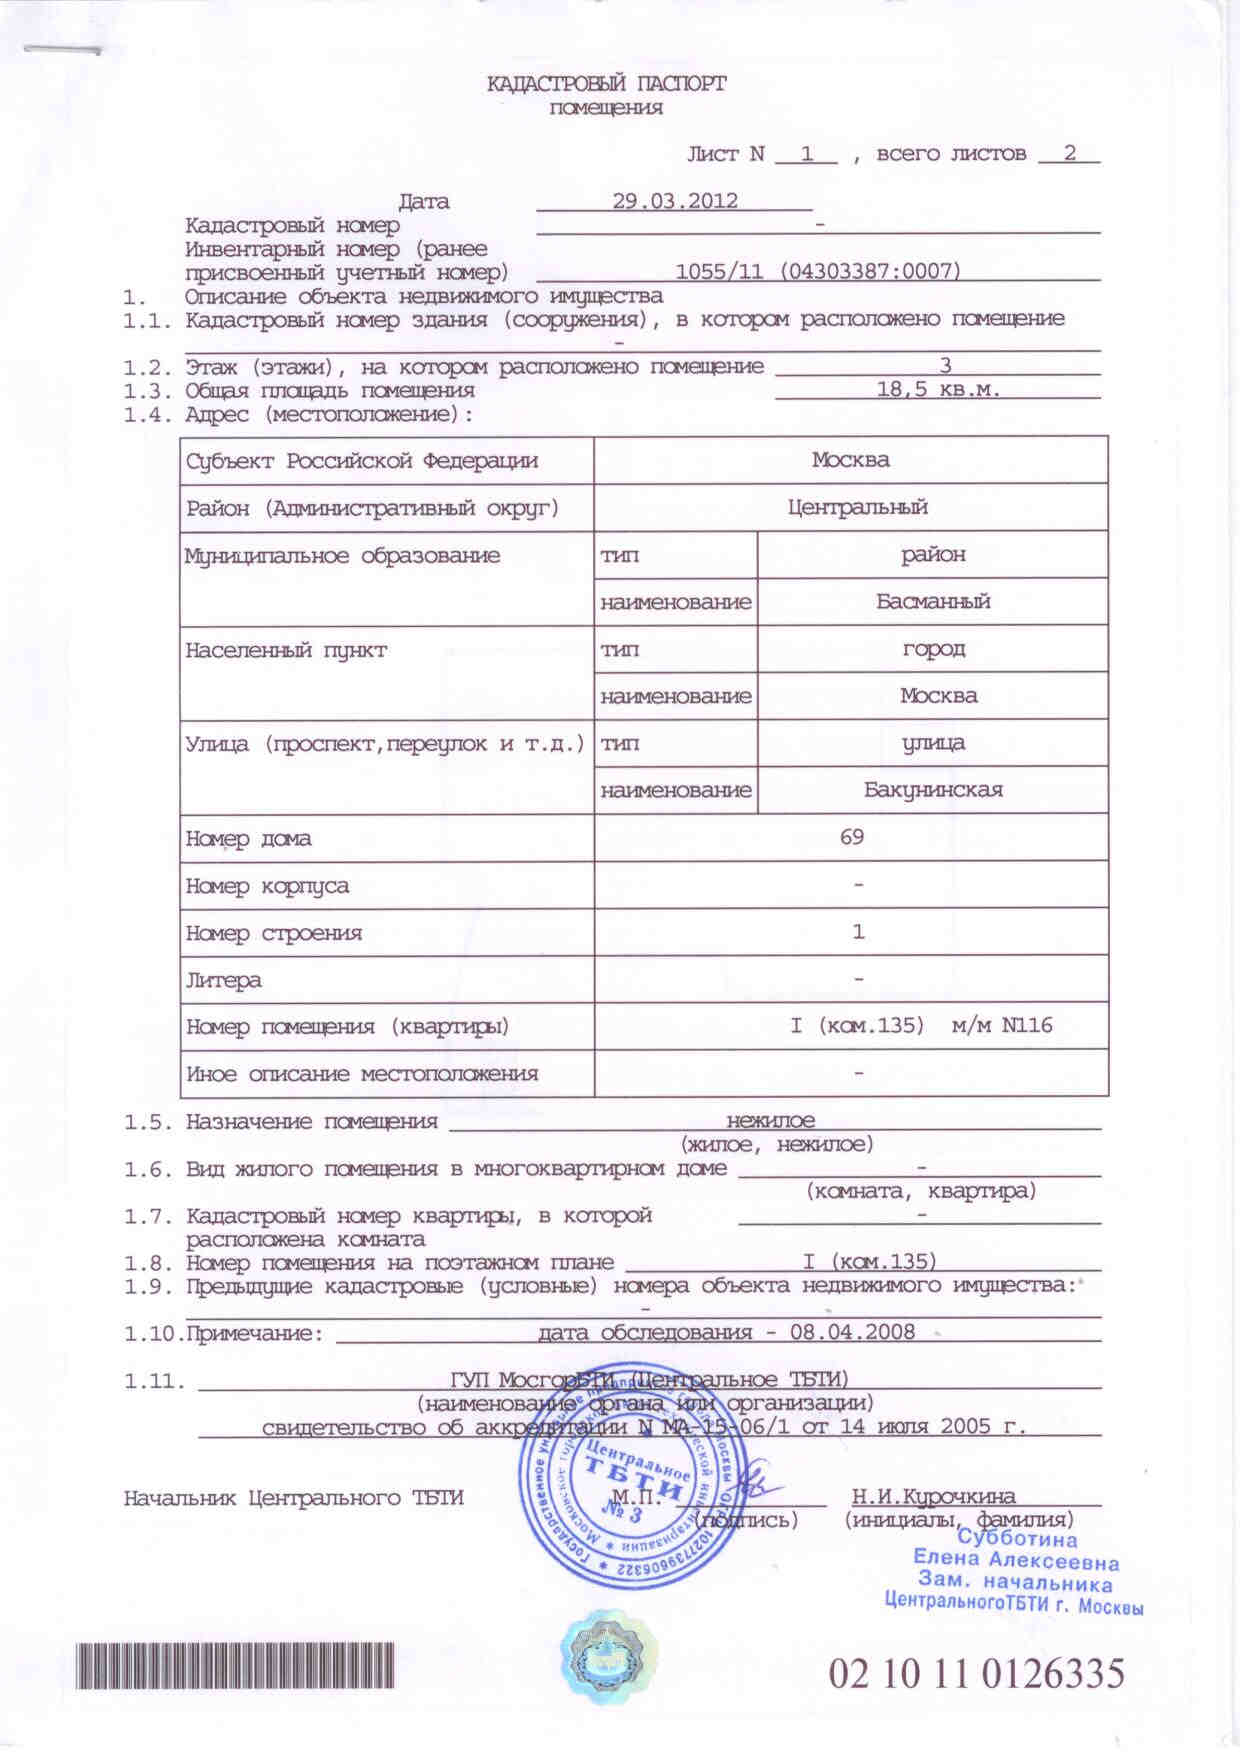 КАДАСТРОВЫЙ ПАСПОРТ
помещения
Лист N 1 , всего листов 2
Дата 29.03.2012
Кадастровый номер -
Инвентарный номер (ранее
присвоенный учетный номер) 1055/11 (04303387:0007)
1. Описание объекта недвижимого имущества
1.1. Кадастровый номер здания (сооружения), в котором расположено помещение
-
1.2. Этаж (этажи), на котором расположено помещение 3
1.3. Общая площадь помещения 18,5 кв.м.
1.4. Адрес (местоположение):
Субъект Российской Федерации Москва
Район (Административный округ) Центральный
Муниципальное образование тип район
наименование Басманный
Населенный пункт тип город
наименование Москва
Улица (проспект,переулок и т.д.) тип улица
наименование Бакунинская
Номер дома 69
Номер корпуса -
Номер строения 1
Литера -
Номер помещения (квартиры) I (ком.135) м/м N116
Иное описание местоположения -
1.5. Назначение помещения нежилое
(жилое, нежилое)
1.6. Вид жилого помещения в многоквартирном доме -
(комната, квартира)
1.7. Кадастровый номер квартиры, в которой -
расположена комната
1.8. Номер помещения на поэтажном плане I (ком.135)
1.9. Предыдущие кадастровые (условные) номера объекта недвижимого имущества:
-
1.10.Примечание: дата обследования - 08.04.2008
1.11. ГУП МосгорБТИ (Центральное ТБТИ)
(наименование органа или организации)
свидетельство об аккредитации N МА-15-06/1 от 14 июля 2005 г.
Центральное
ТБТИ
№ 3
Начальник Центрального ТБТИ М.П. Н.И.Курочкина
(подпись) (инициалы, фамилия)
Субботина
Елена Алексеевна
Зам. начальника
ЦентральногоТБТИ г. Москвы
02 10 11 0126335